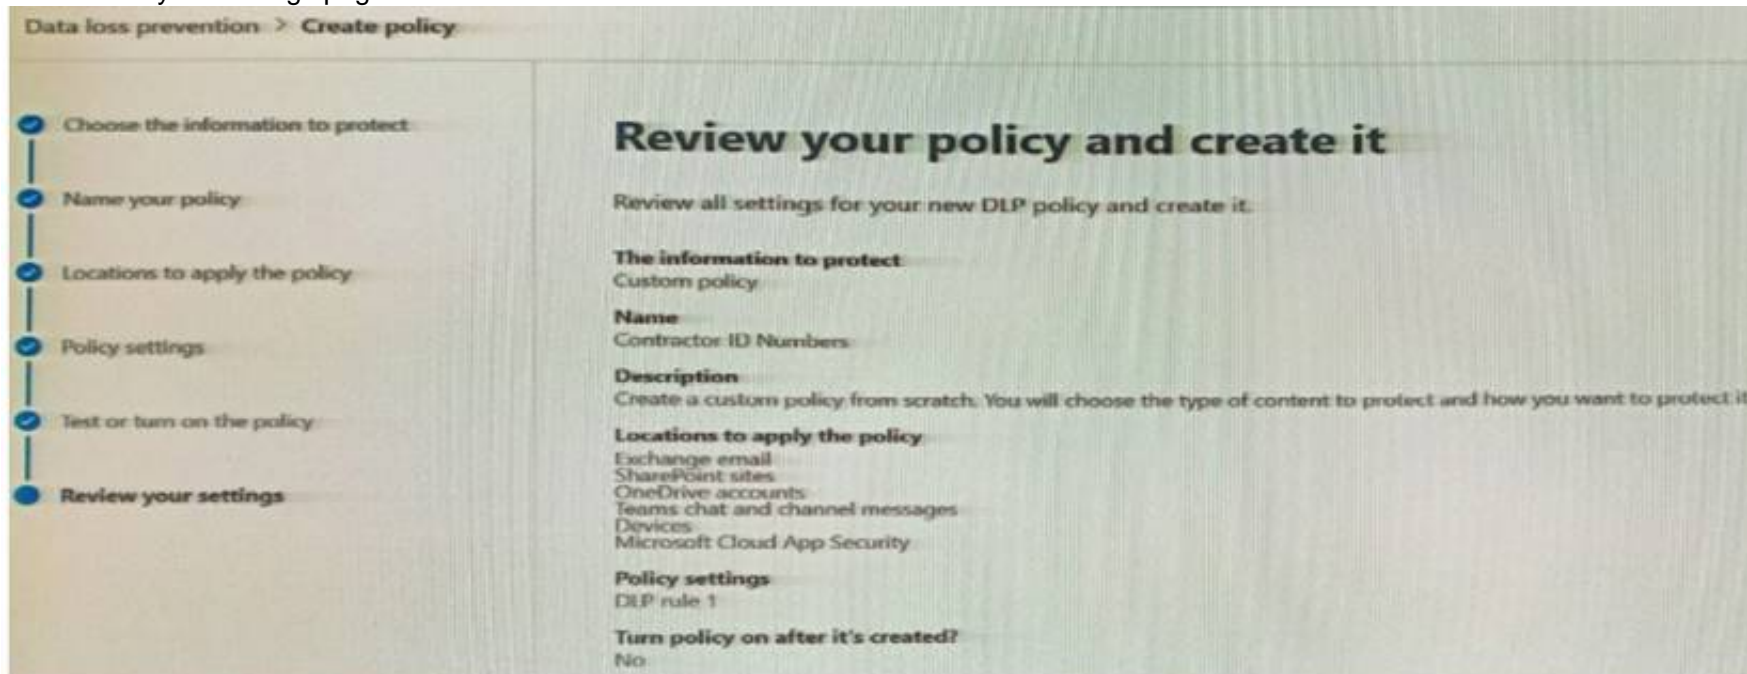 Data loss prevention > Create policy
Choose the information to protect
Name your policy
Locations to apply the policy
Policy settings
Test or turn on the policy
Review your settings
Review your policy and create it
Review all settings for your new DLP policy and create it.
The information to protect
Custom policy
Name
Contractor ID Numbers
Description
Create a custom policy from scratch. You will choose the type of content to protect and how you want to protect it
Locations to apply the policy
Exchange email
SharePoint sites
OneDrive accounts
Teams chat and channel messages
Devices
Microsoft Cloud App Security
Policy settings
DLP rule 1
Turn policy on after it's created?
No